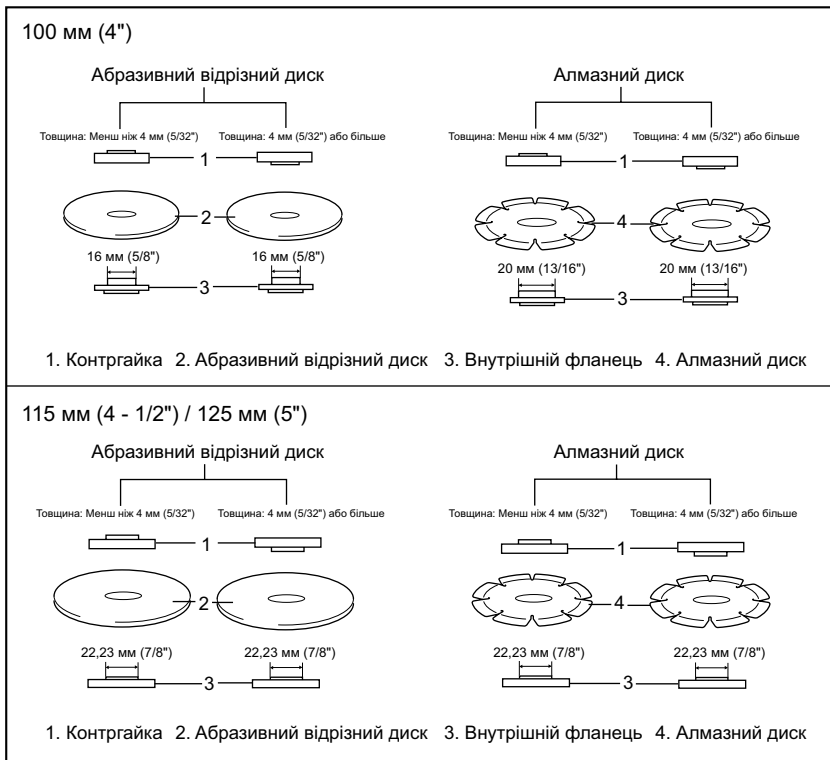 100 мм (4")
Абразивний відрізний диск
Товщина: Менш ніж 4 мм (5/32")
Товщина: 4 мм (5/32") або більше
1
2
16 мм (5/8")
16 мм (5/8")
3
Алмазний диск
Товщина: Менш ніж 4 мм (5/32")
Товщина: 4 мм (5/32") або більше
1
4
20 мм (13/16")
20 мм (13/16")
3
1. Контргайка 2. Абразивний відрізний диск 3. Внутрішній фланець 4. Алмазний диск
115 мм (4 - 1/2") / 125 мм (5")
Абразивний відрізний диск
Товщина: Менш ніж 4 мм (5/32")
Товщина: 4 мм (5/32") або більше
1
2
22,23 мм (7/8")
22,23 мм (7/8")
3
Алмазний диск
Товщина: Менш ніж 4 мм (5/32")
Товщина: 4 мм (5/32") або більше
1
4
22,23 мм (7/8")
22,23 мм (7/8")
3
1. Контргайка 2. Абразивний відрізний диск 3. Внутрішній фланець 4. Алмазний диск